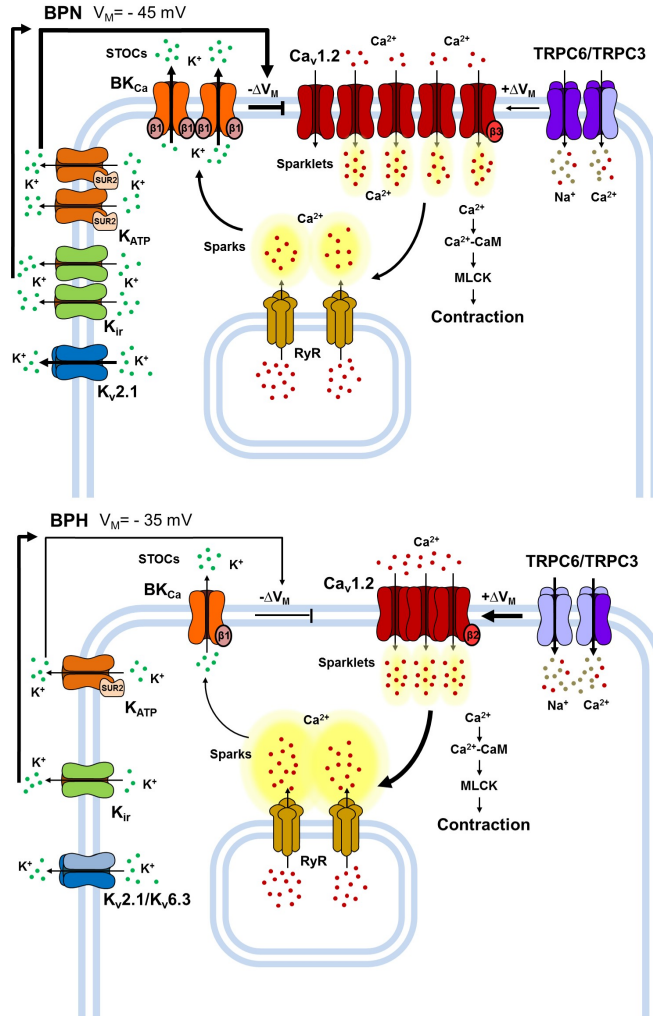 BPN V_M= - 45 mV
STOCs
K⁺
BK_Ca
-ΔV_M
β1
β1
β1
β1
K⁺
Ca_v1.2
Ca²⁺
Ca²⁺
β3
Sparklets
Ca²⁺
+ΔV_M
TRPC6/TRPC3
Na⁺
Ca²⁺
K⁺
K⁺
SUR2
SUR2
K_ATP
K⁺
K⁺
K_ir
K⁺
K⁺
K_v2.1
Sparks
Ca²⁺
RyR
Ca²⁺
Ca²⁺-CaM
MLCK
Contraction
BPH V_M= - 35 mV
STOCs
K⁺
BK_Ca
-ΔV_M
β1
Ca²⁺
Ca_v1.2
β2
Sparklets
+ΔV_M
TRPC6/TRPC3
Na⁺
Ca²⁺
K⁺
K⁺
SUR2
K_ATP
K⁺
K⁺
K_ir
K⁺
K⁺
K_v2.1/K_v6.3
Sparks
Ca²⁺
RyR
Ca²⁺
Ca²⁺-CaM
MLCK
Contraction